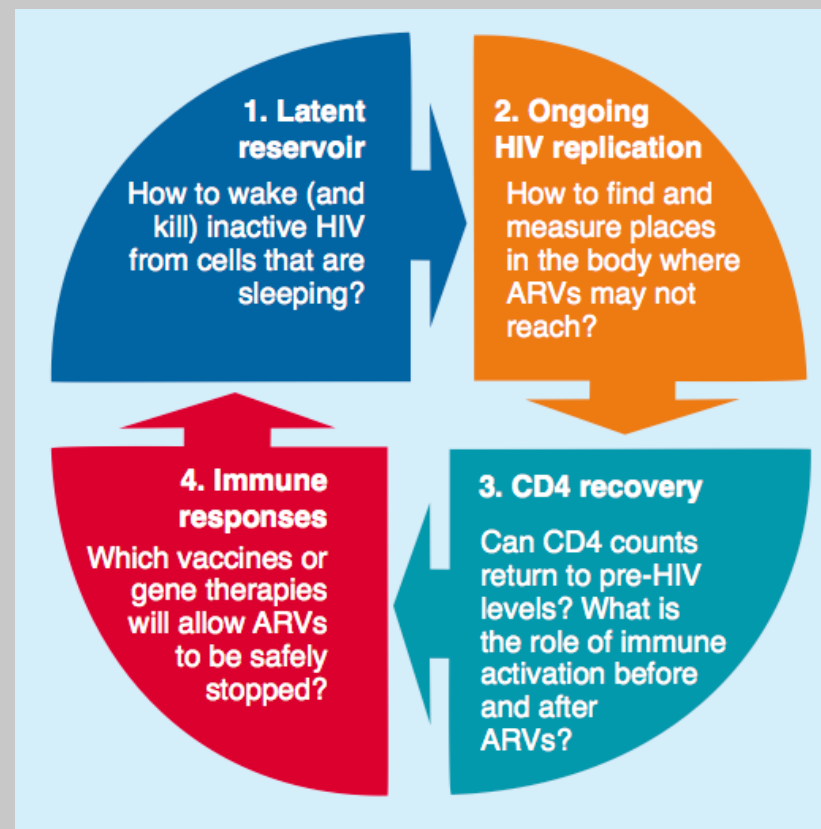 1. Latent
reservoir
How to wake (and
kill) inactive HIV
from cells that are
sleeping?
2. Ongoing
HIV replication
How to find and
measure places
in the body where
ARVs may not
reach?
3. CD4 recovery
Can CD4 counts
return to pre-HIV
levels? What is
the role of immune
activation before
and after
ARVs?
4. Immune
responses
Which vaccines or
gene therapies
will allow ARVs
to be safely
stopped?